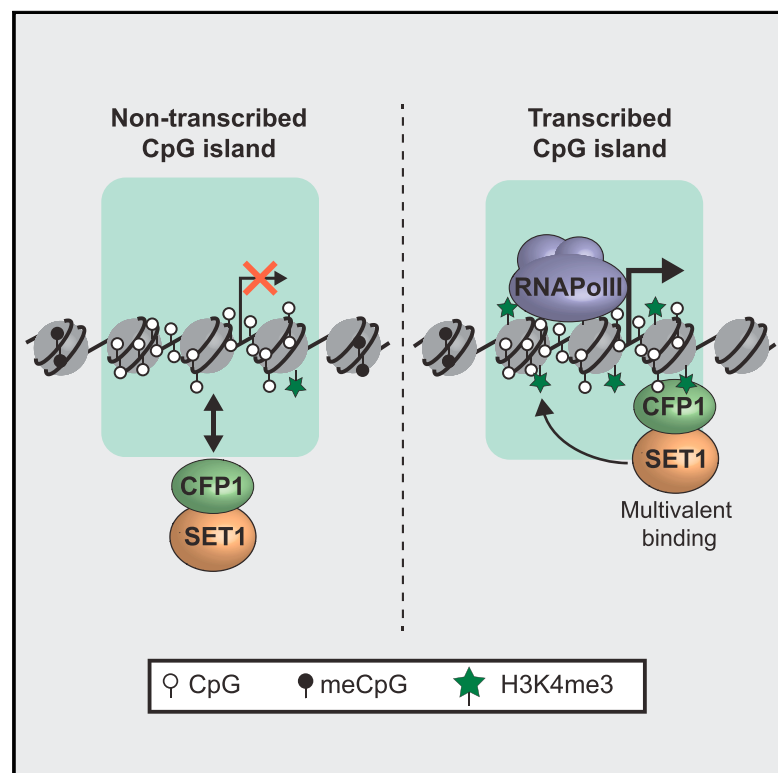 Non-transcribed
CpG island
Transcribed
CpG island
RNAPolII
CFP1
SET1
CFP1
SET1
Multivalent
binding
CpG
meCpG
H3K4me3